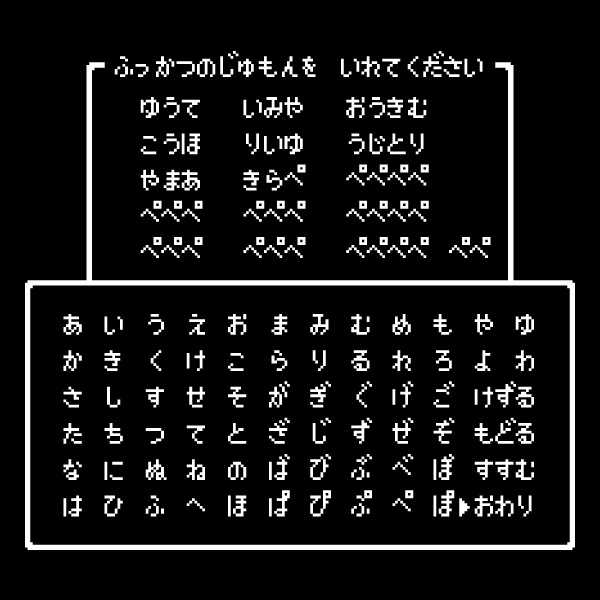 ふっかつのじゅもんを いれてください
ゆうて いみや おうきむ
こうほ りいゆ うじとり
やまあ きらぺ ぺぺぺぺ
ぺぺぺ ぺぺぺ ぺぺぺぺ
ぺぺぺ ぺぺぺ ぺぺぺぺ ぺぺ
あ い う え お ま み む め も や ゆ
か き く け こ ら り る れ ろ よ わ
さ し す せ そ が ぎ ぐ げ ご けずる
た ち つ て と ざ じ ず ぜ ぞ もどる
な に ぬ ね の ば び ぶ べ ぼ すすむ
は ひ ふ へ ほ ぱ ぴ ぷ ぺ ぽ▶おわり